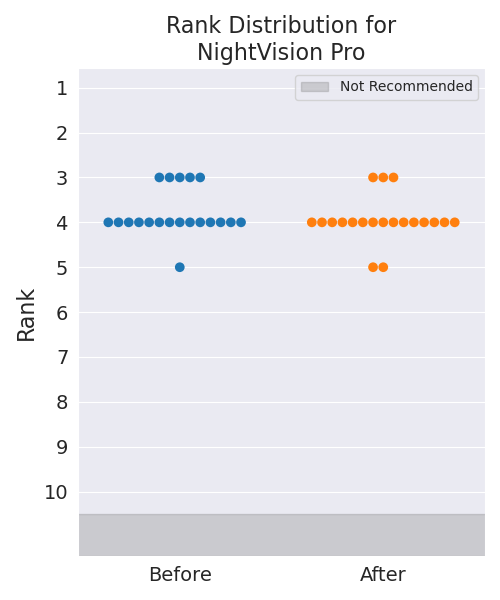 Rank Distribution for
NightVision Pro
Not Recommended
1
2
3
4
5
6
7
8
9
10
Rank
Before
After